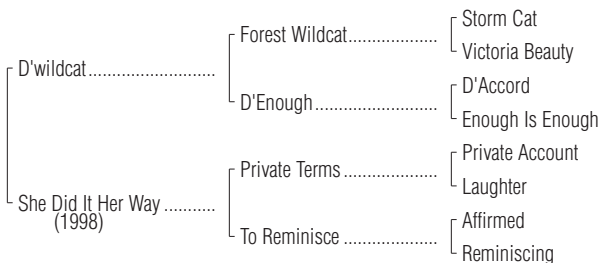 Storm Cat
Forest Wildcat...................
Victoria Beauty
D'wildcat..........................
D'Accord
D'Enough..........................
Enough Is Enough
Private Account
Private Terms ....................
Laughter
She Did It Her Way ...........
(1998)
Affirmed
To Reminisce ....................
Reminiscing